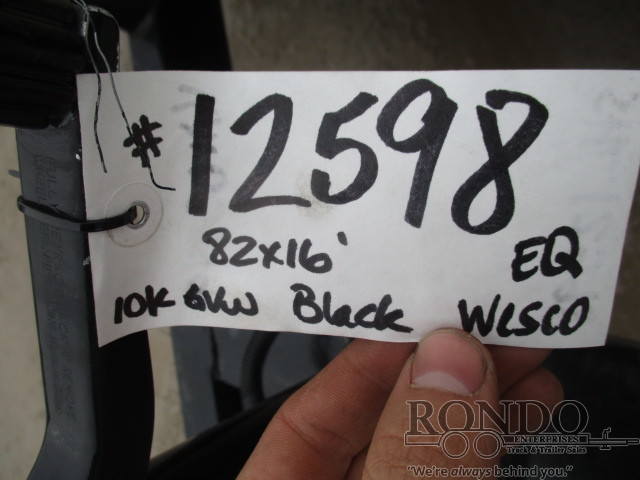 #12598
82x16' EQ
10K GVW Black Wesco
RONDO
ENTERPRISES
Truck & Trailer Sales
"We're always behind you."